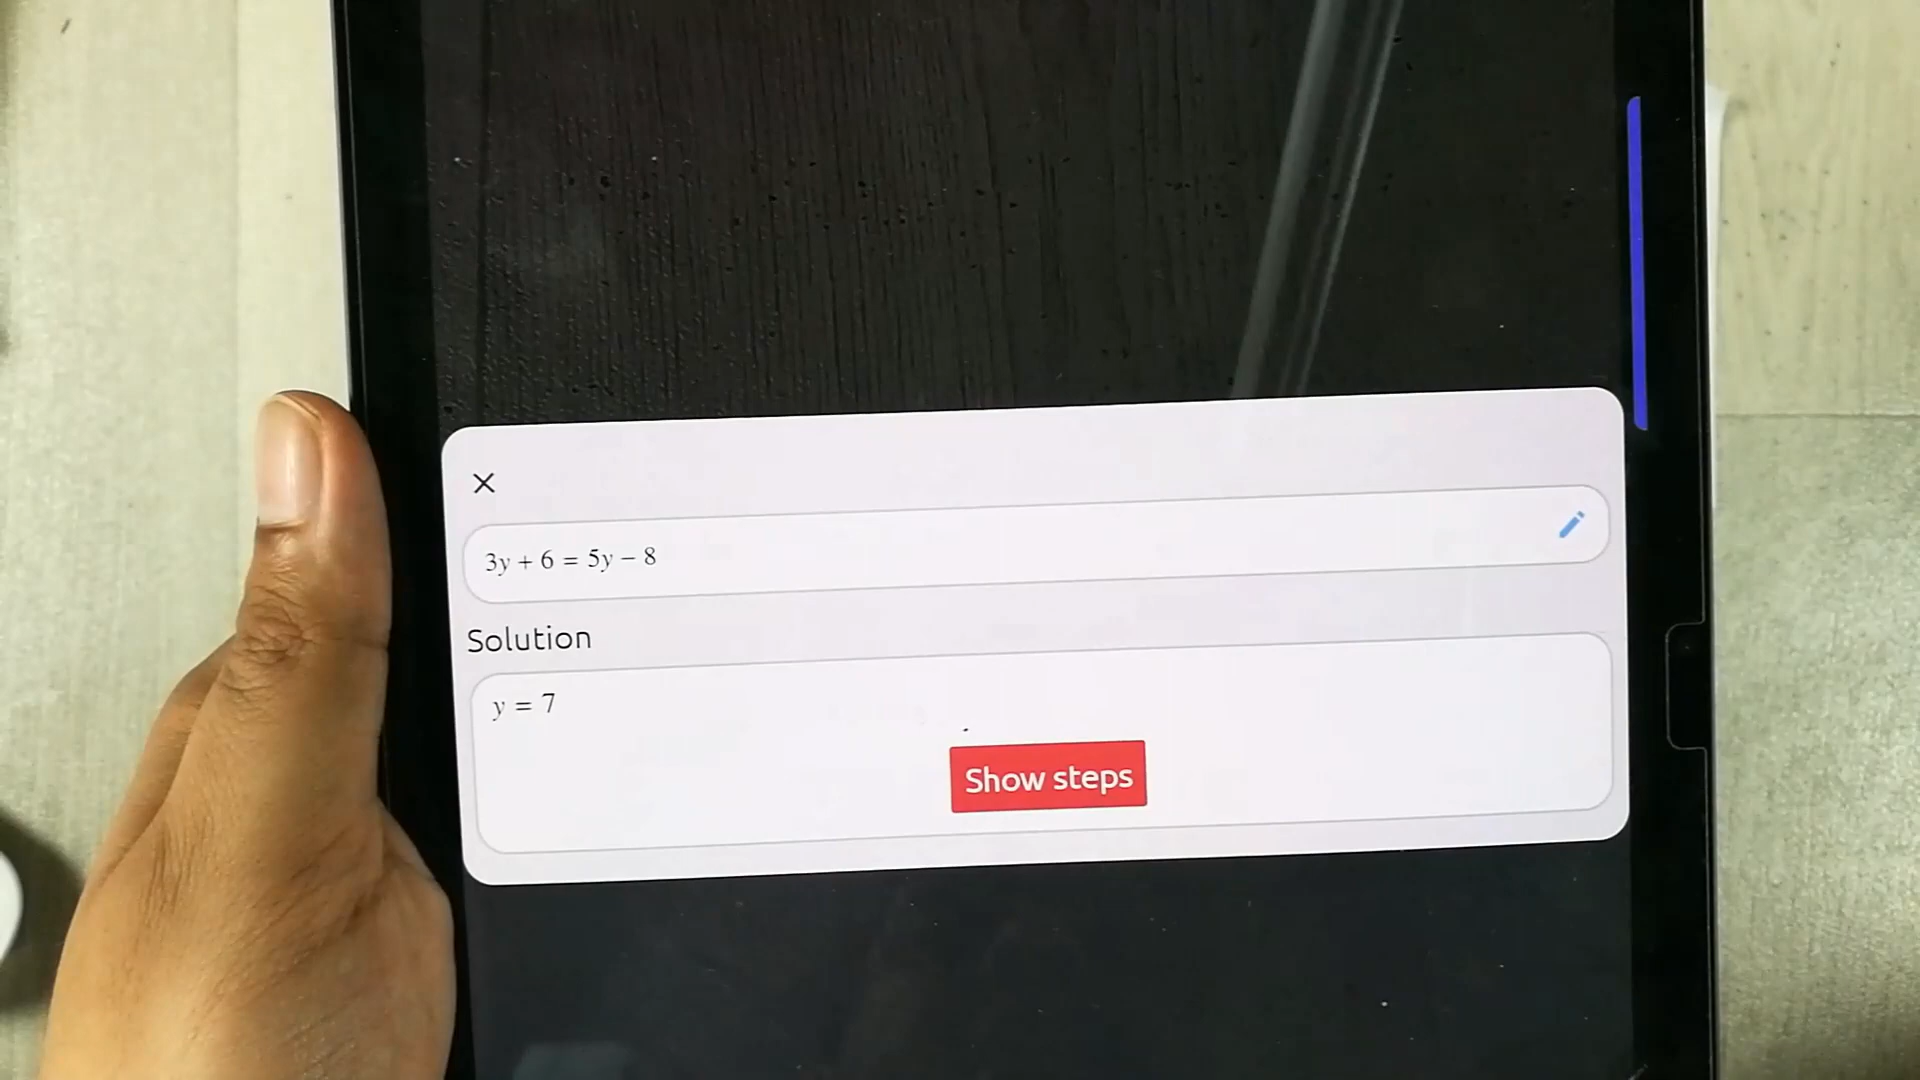 3y + 6 = 5y − 8
Solution
y = 7
Show steps